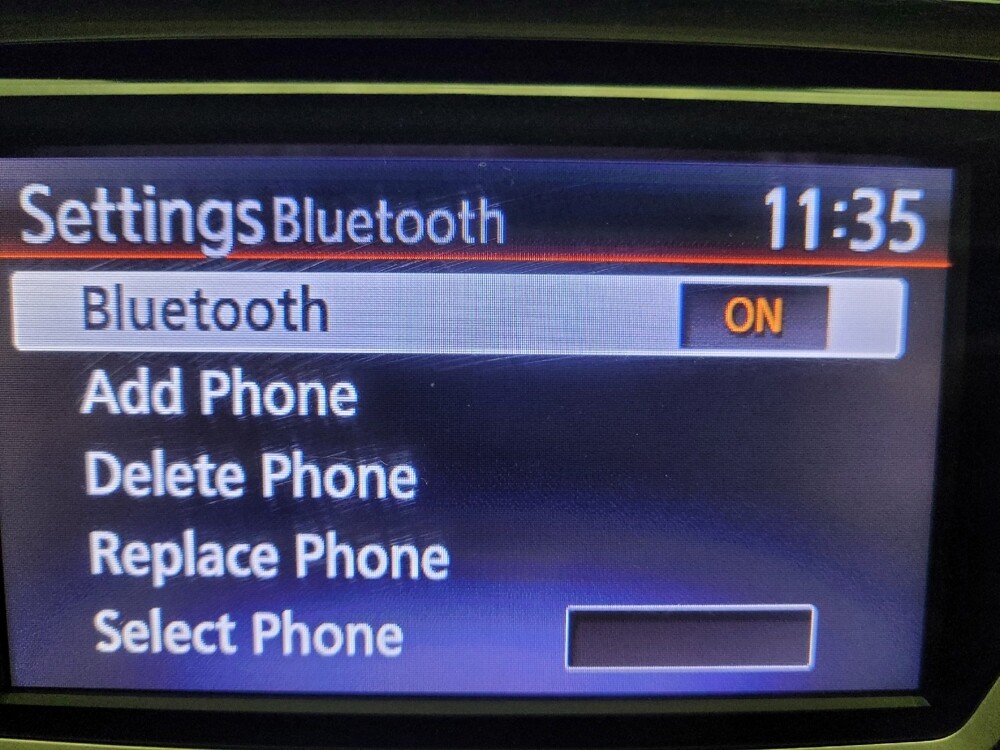 Settings Bluetooth 11:35
Bluetooth ON
Add Phone
Delete Phone
Replace Phone
Select Phone